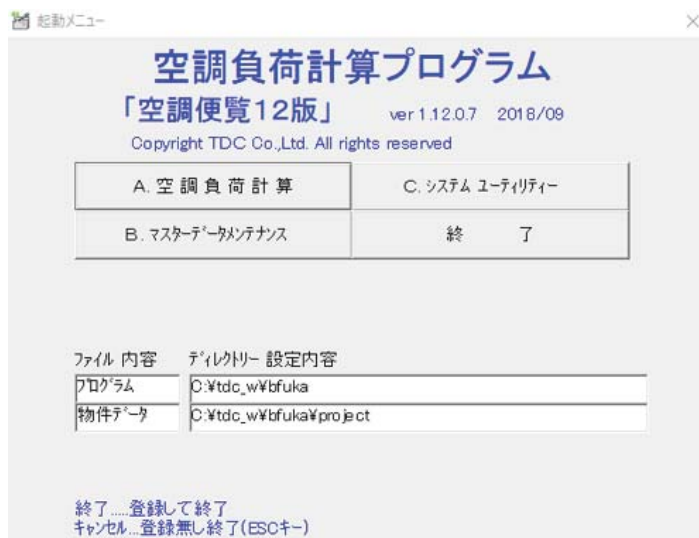 起動メニュー
空調負荷計算プログラム
「空調便覧12版」 ver 1.12.0.7 2018/09
Copyright TDC Co.,Ltd. All rights reserved
A. 空 調 負 荷 計 算 C. ｼｽﾃﾑ ﾕｰﾃｨﾘﾃｨｰ
B. ﾏｽﾀｰﾃﾞｰﾀﾒﾝﾃﾅﾝｽ 終 了
ﾌｧｲﾙ 内容 ﾃﾞｨﾚｸﾄﾘｰ 設定内容
ﾌﾟﾛｸﾞﾗﾑ C:¥tdc_w¥bfuka
物件ﾃﾞｰﾀ C:¥tdc_w¥bfuka¥project
終了.....登録して終了
ｷｬﾝｾﾙ...登録無し終了(ESCｷｰ)